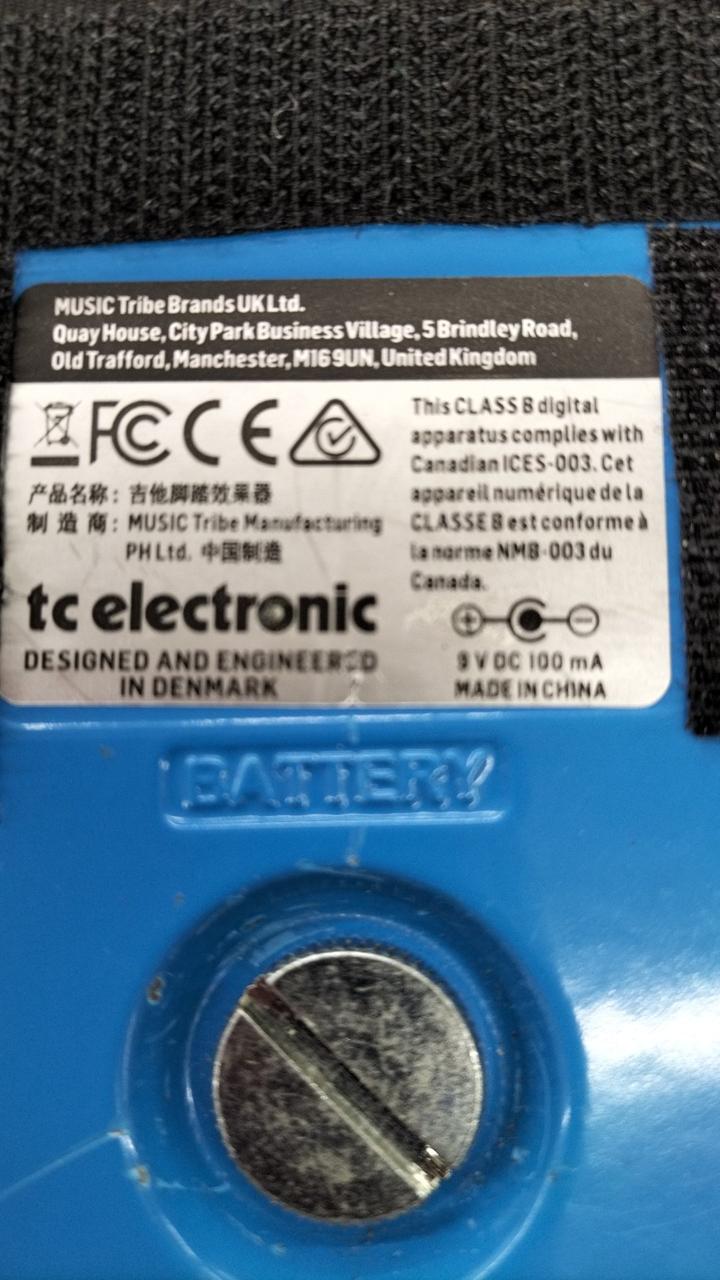 MUSIC Tribe Brands UK Ltd.
Quay House, City Park Business Village, 5 Brindley Road,
Old Trafford, Manchester, M16 9UN, United Kingdom
FC CE
产品名称: 吉他脚踏效果器
制 造 商: MUSIC Tribe Manufacturing
PH Ltd. 中国制造
tc electronic
DESIGNED AND ENGINEERED
IN DENMARK
This CLASS B digital
apparatus complies with
Canadian ICES-003. Cet
appareil numérique de la
CLASSE B est conforme à
la norme NMB-003 du
Canada.
9 V DC 100 mA
MADE IN CHINA
BATTERY